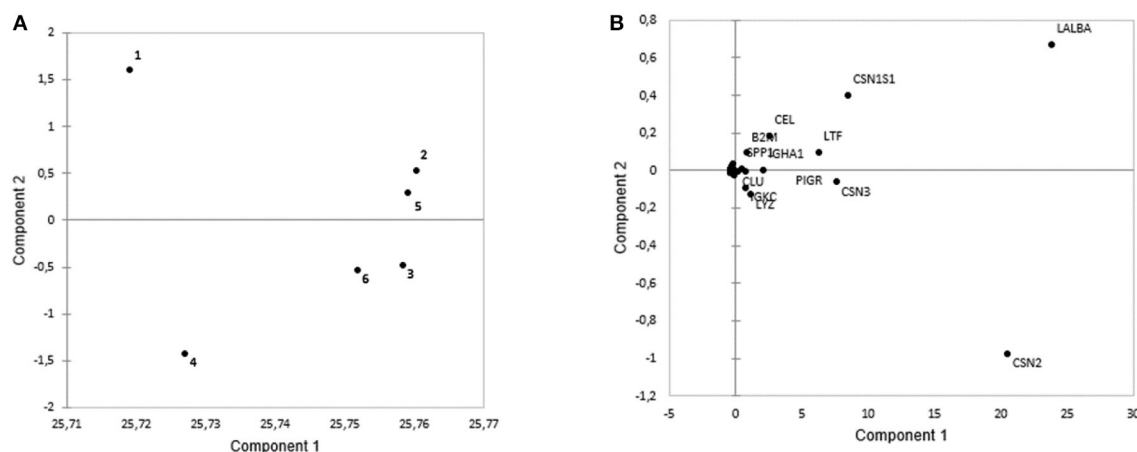 A
2
1,5
1
0,5
0
-0,5
-1
-1,5
-2
Component 2
1
2
5
3
6
4
25,71 25,72 25,73 25,74 25,75 25,76 25,77
Component 1
B
0,8
0,6
0,4
0,2
0
-0,2
-0,4
-0,6
-0,8
-1
-1,2
Component 2
LALBA
CSN1S1
CEL
B2M
LTF
SPP1
IGHA1
CLU
PIGR
CSN3
IGKC
LYZ
CSN2
-5 0 5 10 15 20 25 30
Component 1